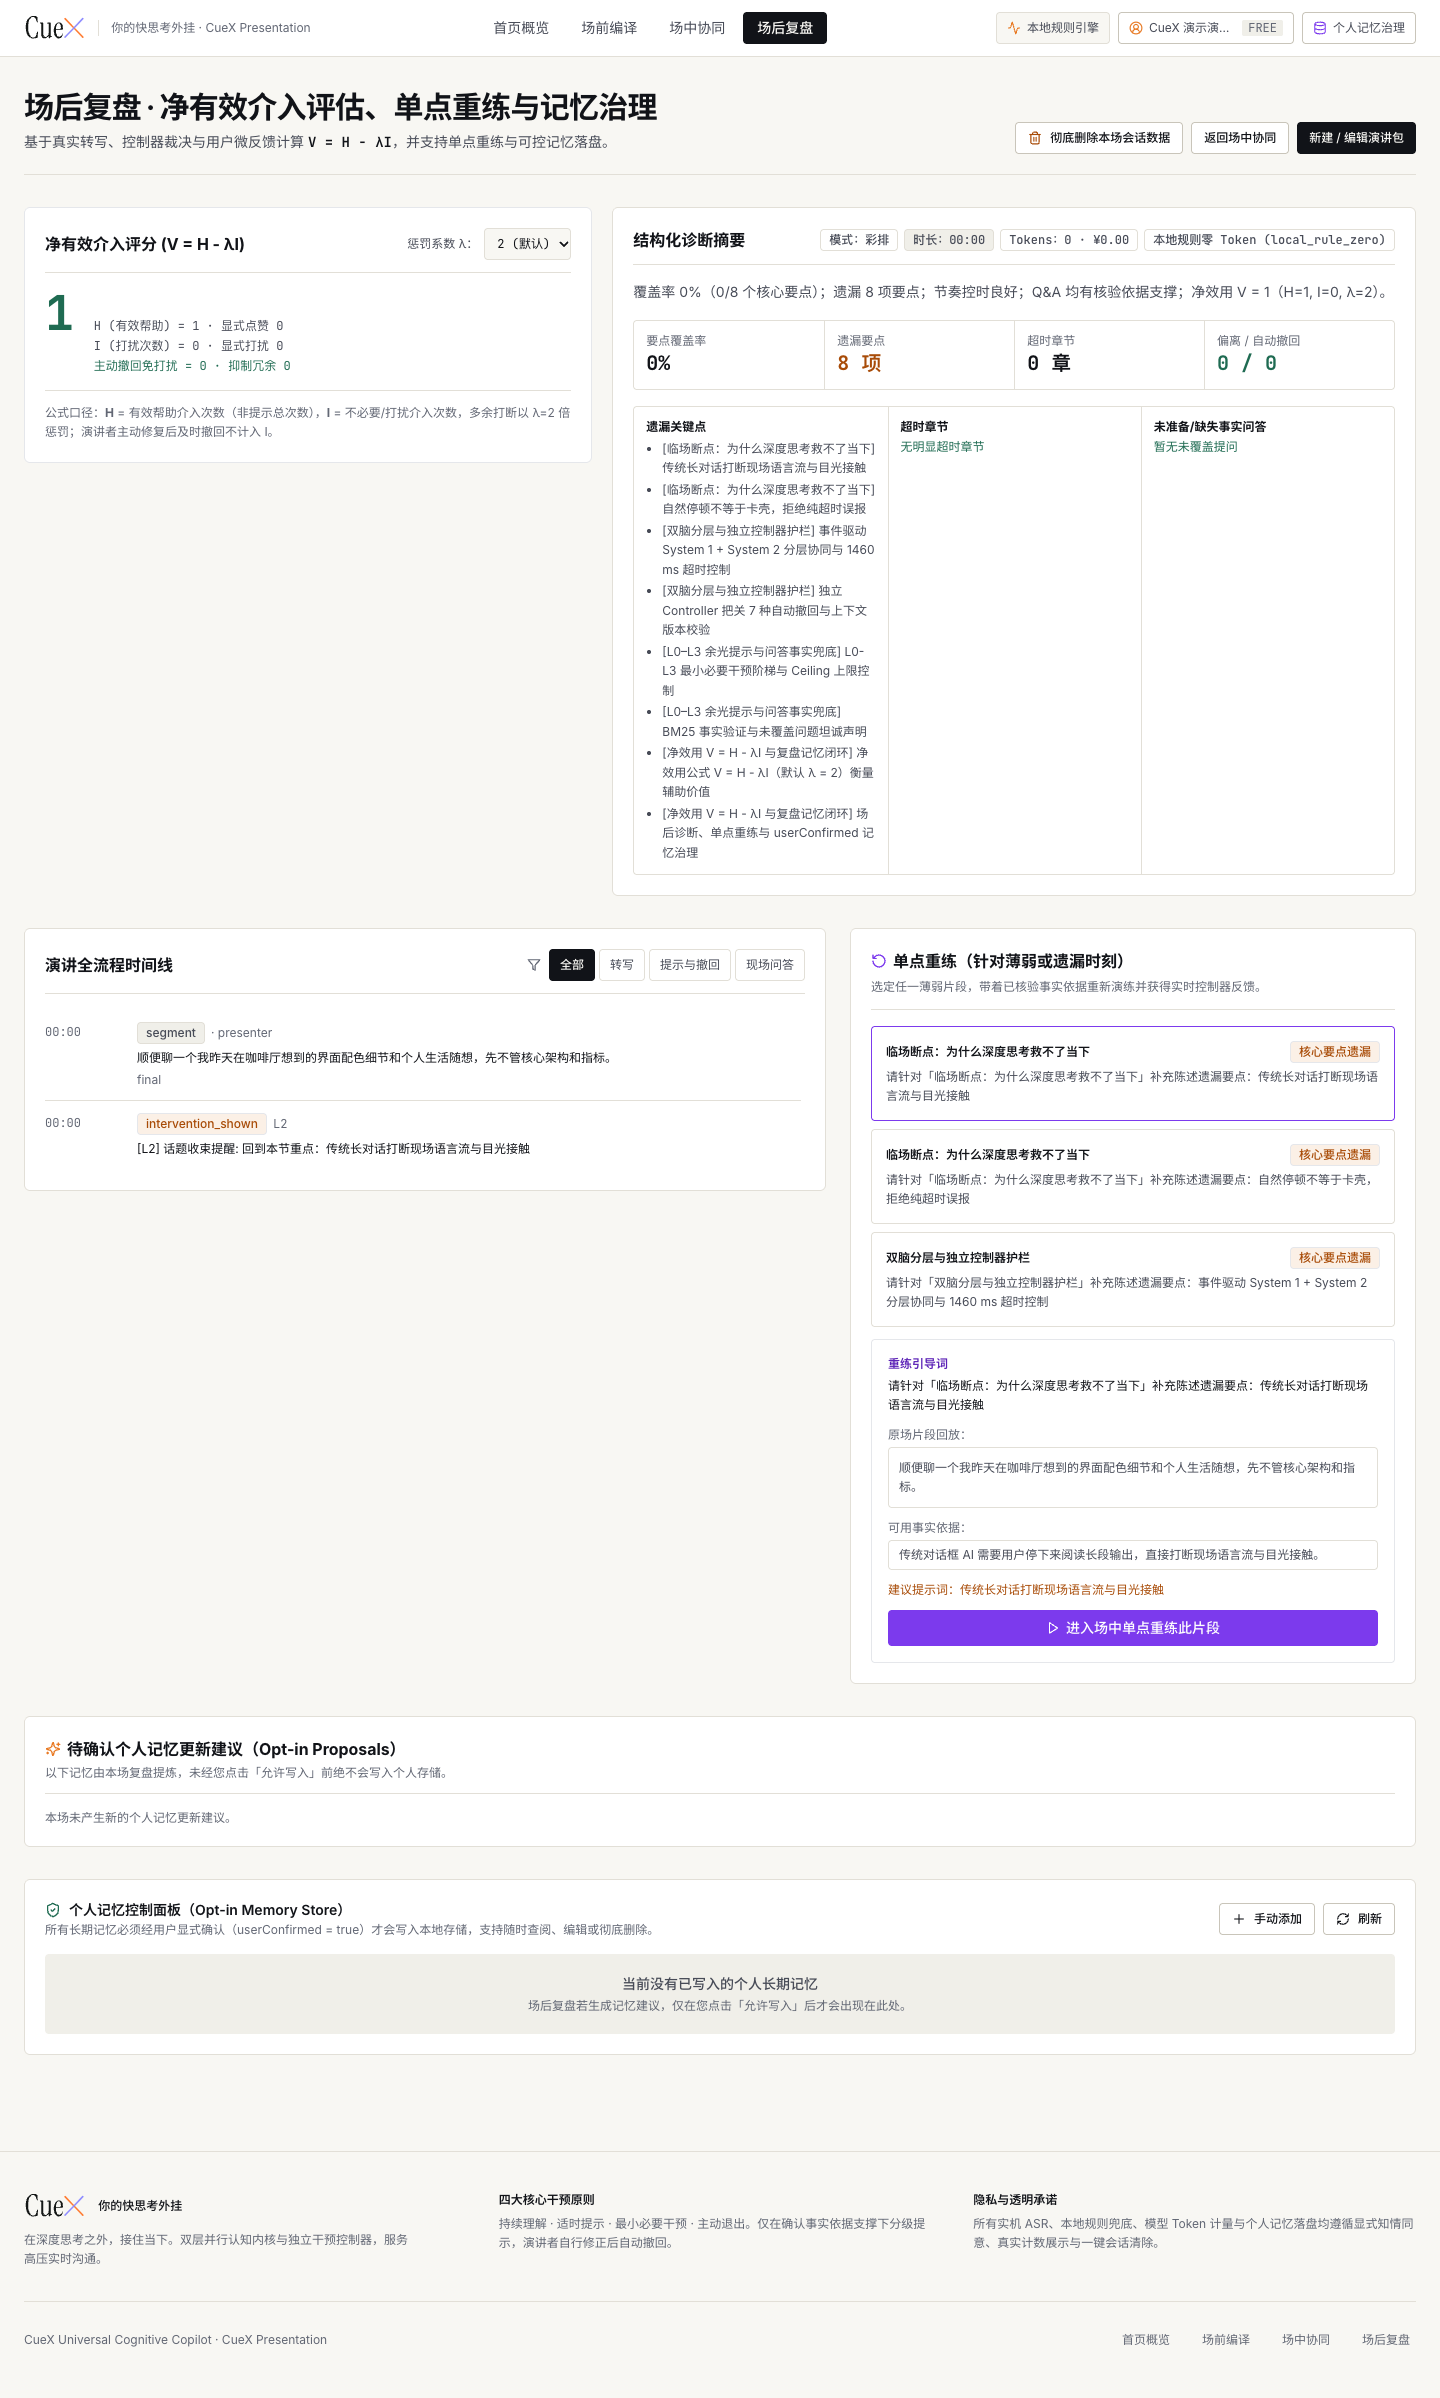 CueX 你的快思考外挂 · CueX Presentation 首页概览 场前编译 场中协同 场后复盘 本地规则引擎 CueX 演示演... FREE 个人记忆治理
场后复盘 · 净有效介入评估、单点重练与记忆治理
基于真实转写、控制器裁决与用户微反馈计算 V = H - λI，并支持单点重练与可控记忆落盘。
彻底删除本场会话数据 返回场中协同 新建 / 编辑演讲包
净有效介入评分 (V = H - λI) 惩罚系数 λ： 2（默认）
1
H（有效帮助）= 1 · 显式点赞 0
I（打扰次数）= 0 · 显式打扰 0
主动撤回免打扰 = 0 · 抑制冗余 0
公式口径：H = 有效帮助介入次数（非提示总次数），I = 不必要/打扰介入次数，多余打断以 λ=2 倍
惩罚；演讲者主动修复后及时撤回不计入 I。
结构化诊断摘要 模式：彩排 时长：00:00 Tokens：0 · ¥0.00 本地规则零 Token (local_rule_zero)
覆盖率 0%（0/8 个核心要点）；遗漏 8 项要点；节奏控时良好；Q&A 均有核验依据支撑；净效用 V = 1（H=1, I=0, λ=2）。
要点覆盖率 遗漏要点 超时章节 偏离 / 自动撤回
0% 8 项 0 章 0 / 0
遗漏关键点
• [临场断点：为什么深度思考救不了当下]
传统长对话打断现场语言流与目光接触
• [临场断点：为什么深度思考救不了当下]
自然停顿不等于卡壳，拒绝纯超时误报
• [双脑分层与独立控制器护栏] 事件驱动
System 1 + System 2 分层协同与 1460
ms 超时控制
• [双脑分层与独立控制器护栏] 独立
Controller 把关 7 种自动撤回与上下文
版本校验
• [L0–L3 余光提示与问答事实兜底] L0-
L3 最小必要干预阶梯与 Ceiling 上限控
制
• [L0–L3 余光提示与问答事实兜底]
BM25 事实验证与未覆盖问题坦诚声明
• [净效用 V = H - λI 与复盘记忆闭环] 净
效用公式 V = H - λI（默认 λ = 2）衡量
辅助价值
• [净效用 V = H - λI 与复盘记忆闭环] 场
后诊断、单点重练与 userConfirmed 记
忆治理
超时章节
无明显超时章节
未准备/缺失事实问答
暂无未覆盖提问
演讲全流程时间线 全部 转写 提示与撤回 现场问答
00:00 segment · presenter
顺便聊一个我昨天在咖啡厅想到的界面配色细节和个人生活随想，先不管核心架构和指标。
final
00:00 intervention_shown L2
[L2] 话题收束提醒: 回到本节重点：传统长对话打断现场语言流与目光接触
单点重练（针对薄弱或遗漏时刻）
选定任一薄弱片段，带着已核验事实依据重新演练并获得实时控制器反馈。
临场断点：为什么深度思考救不了当下 核心要点遗漏
请针对「临场断点：为什么深度思考救不了当下」补充陈述遗漏要点：传统长对话打断现场语
言流与目光接触
临场断点：为什么深度思考救不了当下 核心要点遗漏
请针对「临场断点：为什么深度思考救不了当下」补充陈述遗漏要点：自然停顿不等于卡壳，
拒绝纯超时误报
双脑分层与独立控制器护栏 核心要点遗漏
请针对「双脑分层与独立控制器护栏」补充陈述遗漏要点：事件驱动 System 1 + System 2
分层协同与 1460 ms 超时控制
重练引导词
请针对「临场断点：为什么深度思考救不了当下」补充陈述遗漏要点：传统长对话打断现场
语言流与目光接触
原场片段回放：
顺便聊一个我昨天在咖啡厅想到的界面配色细节和个人生活随想，先不管核心架构和指
标。
可用事实依据：
传统对话框 AI 需要用户停下来阅读长段输出，直接打断现场语言流与目光接触。
建议提示词：传统长对话打断现场语言流与目光接触
进入场中单点重练此片段
待确认个人记忆更新建议（Opt-in Proposals）
以下记忆由本场复盘提炼，未经您点击「允许写入」前绝不会写入个人存储。
本场未产生新的个人记忆更新建议。
个人记忆控制面板（Opt-in Memory Store）
所有长期记忆必须经用户显式确认（userConfirmed = true）才会写入本地存储，支持随时查阅、编辑或彻底删除。
手动添加 刷新
当前没有已写入的个人长期记忆
场后复盘若生成记忆建议，仅在您点击「允许写入」后才会出现在此处。
CueX 你的快思考外挂
在深度思考之外，接住当下。双层并行认知内核与独立干预控制器，服务
高压实时沟通。
四大核心干预原则
持续理解 · 适时提示 · 最小必要干预 · 主动退出。仅在确认事实依据支撑下分级提
示，演讲者自行修正后自动撤回。
隐私与透明承诺
所有实机 ASR、本地规则兜底、模型 Token 计量与个人记忆落盘均遵循显式知情同
意、真实计数展示与一键会话清除。
CueX Universal Cognitive Copilot · CueX Presentation 首页概览 场前编译 场中协同 场后复盘